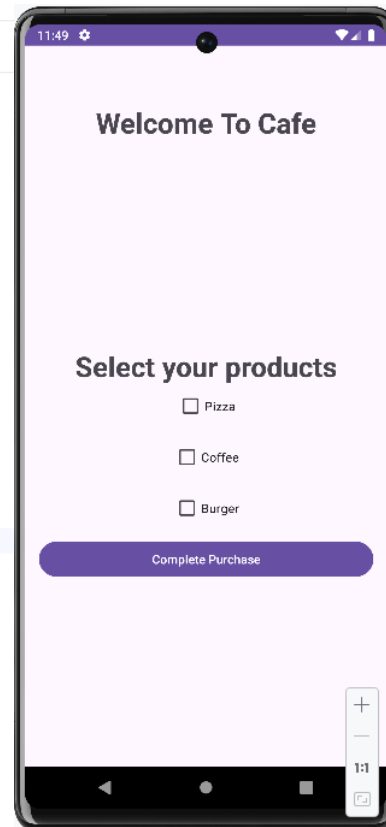 11:49
Welcome To Cafe
Select your products
Pizza
Coffee
Burger
Complete Purchase
1:1